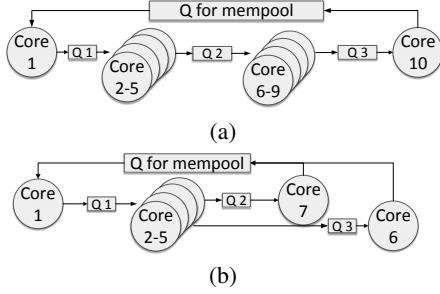 Q for mempool
Core 1
Q 1
Core 2-5
Q 2
Core 6-9
Q 3
Core 10
(a)
Q for mempool
Core 1
Q 1
Core 2-5
Q 2
Core 7
Q 3
Core 6
(b)